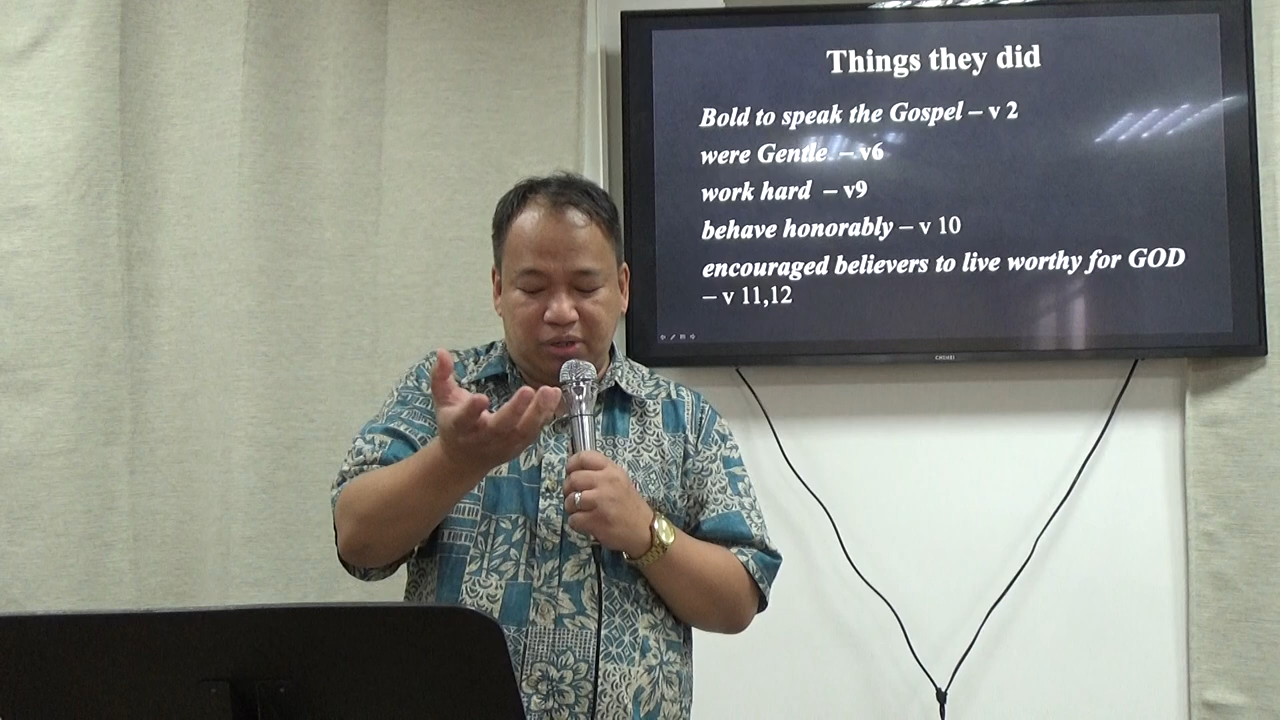 Things they did
Bold to speak the Gospel – v 2
were Gentle – v6
work hard – v9
behave honorably – v 10
encouraged believers to live worthy for GOD
– v 11,12